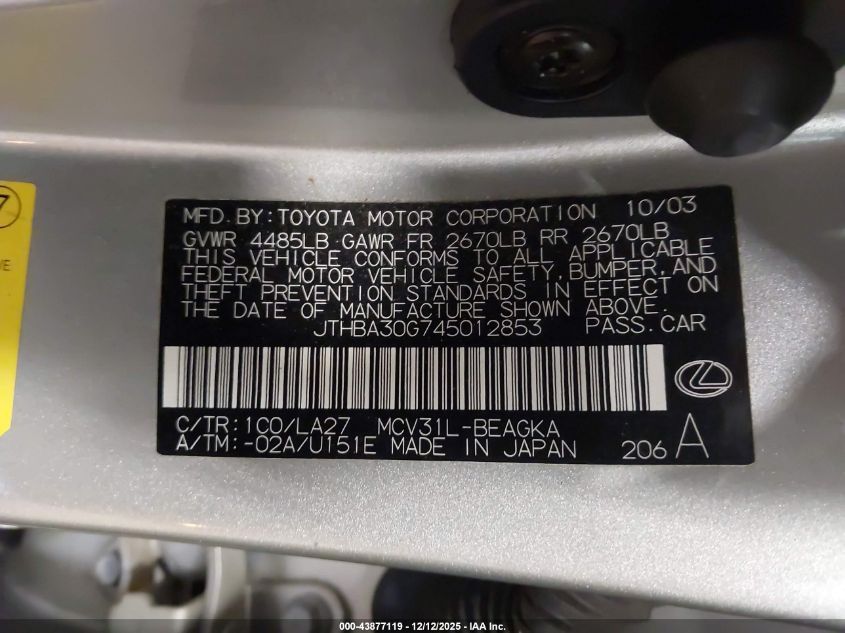 7
VE
MFD. BY: TOYOTA MOTOR CORPORATION 10/03
GVWR 4485LB GAWR FR 2670LB RR 2670LB
THIS VEHICLE CONFORMS TO ALL APPLICABLE
FEDERAL MOTOR VEHICLE SAFETY, BUMPER, AND
THEFT PREVENTION STANDARDS IN EFFECT ON
THE DATE OF MANUFACTURE SHOWN ABOVE.
JTHBA30G745012853 PASS. CAR
C/TR: 1C0/LA27 MCV31L-BEAGKA
A/TM: -02A/U151E MADE IN JAPAN 206 A
000-43877119 - 12/12/2025 - IAA Inc.